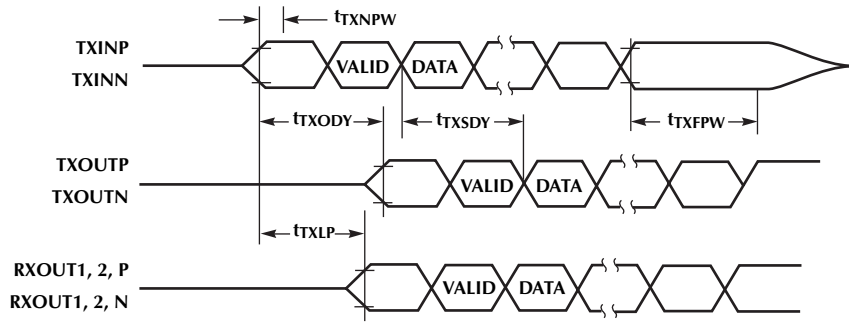 tTXNPW
TXINP
TXINN
VALID DATA
tTXODY tTXSDY tTXFPW
TXOUTP
TXOUTN
VALID DATA
tTXLP
RXOUT1, 2, P
RXOUT1, 2, N
VALID DATA